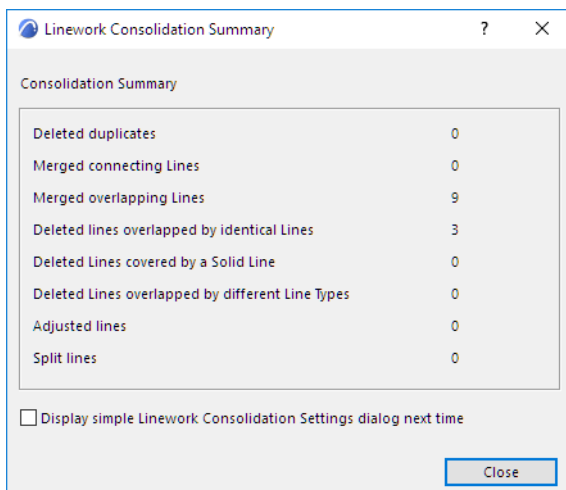 Linework Consolidation Summary ?
Consolidation Summary
Deleted duplicates 0
Merged connecting Lines 0
Merged overlapping Lines 9
Deleted lines overlapped by identical Lines 3
Deleted Lines covered by a Solid Line 0
Deleted Lines overlapped by different Line Types 0
Adjusted lines 0
Split lines 0
Display simple Linework Consolidation Settings dialog next time
Close